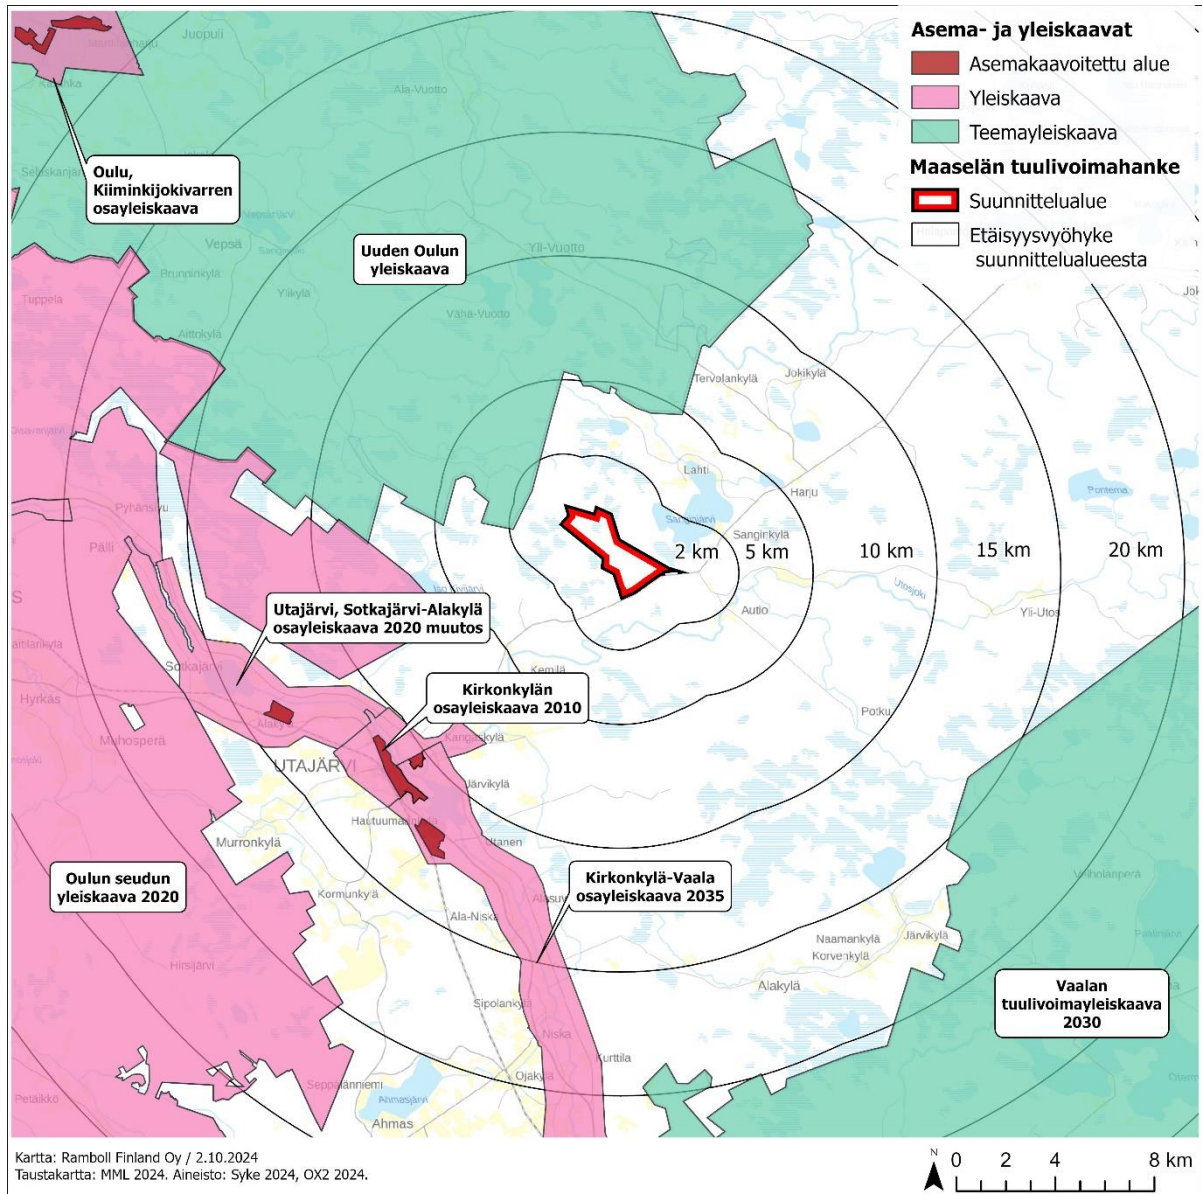 Asema- ja yleiskaavat
Asemakaavoitettu alue
Yleiskaava
Teemayleiskaava
Maaselän tuulivoimahanke
Suunnittelualue
Etäisyysvyöhyke
suunnittelualueesta
Juopuli
Ala-Vuotto
Oulu,
Kiiminkijokivarren
osayleiskaava
Vepsä
Uuden Oulun
yleiskaava
Yli-Vuotto
Brunninkylä
Ylikylä
Tuppela
Aittokylä
Vähä-Vuotto
Tervolankylä
Jokikylä
Lahti
Harju
Pontema
Pyhänsivu
Sanginjärvi
Sanginkylä
Pälli
2 km
5 km
10 km
15 km
20 km
Utosjoki
Autio
Yli-Utos
Utajärvi, Sotkajärvi-Alakylä
osayleiskaava 2020 muutos
Sotkajärvi
Kemilä
Hyrkäs
Kirkonkylän
osayleiskaava 2010
Potku
Alakylä
Muhosperä
Kangaskylä
UTAJÄRVI
Järvikylä
Hautuumaankylä
Murronkylä
Utanen
Oulun seudun
yleiskaava 2020
Kirkonkylä-Vaala
osayleiskaava 2035
Kormunkylä
Ala-Niska
Naamankylä
Järvikylä
Korvenkylä
Hirsijärvi
Alakylä
Vaalan
tuulivoimayleiskaava
2030
Sipolankylä
Niska
Kurttila
Ojakylä
Seppälänniemi
Petäikkö
Ahmasjärvi
Ahmas
Kartta: Ramboll Finland Oy / 2.10.2024
Taustakartta: MML 2024. Aineisto: Syke 2024, OX2 2024.
N
0 2 4 8 km